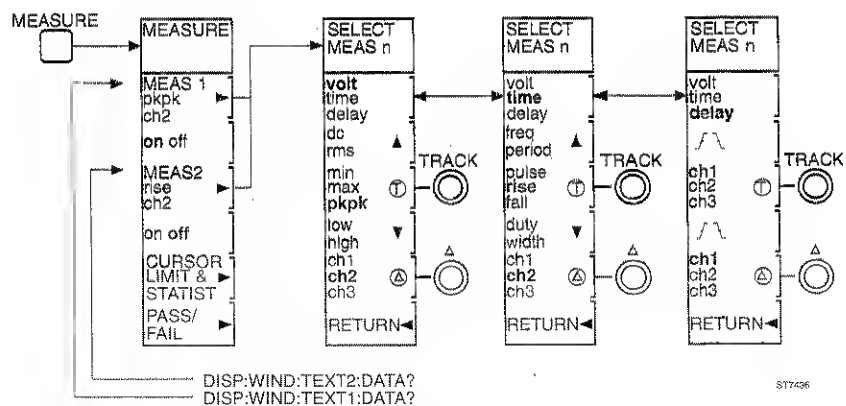 MEASURE
MEASURE
MEAS 1
pkpk
ch2
on off
MEAS2
rise
ch2
on off
CURSOR
LIMIT &
STATIST
PASS/
FAIL
SELECT
MEAS n
volt
time
delay
dc
rms
min
max
pkpk
low
high
ch1
ch2
ch3
RETURN
TRACK
T
Δ
Δ
SELECT
MEAS n
volt
time
delay
freq
period
pulse
rise
fall
duty
width
ch1
ch2
ch3
RETURN
TRACK
T
Δ
Δ
SELECT
MEAS n
volt
time
delay
ch1
ch2
ch3
ch1
ch2
ch3
RETURN
TRACK
T
Δ
Δ
DISP:WIND:TEXT2:DATA?
DISP:WIND:TEXT1:DATA?
ST7436